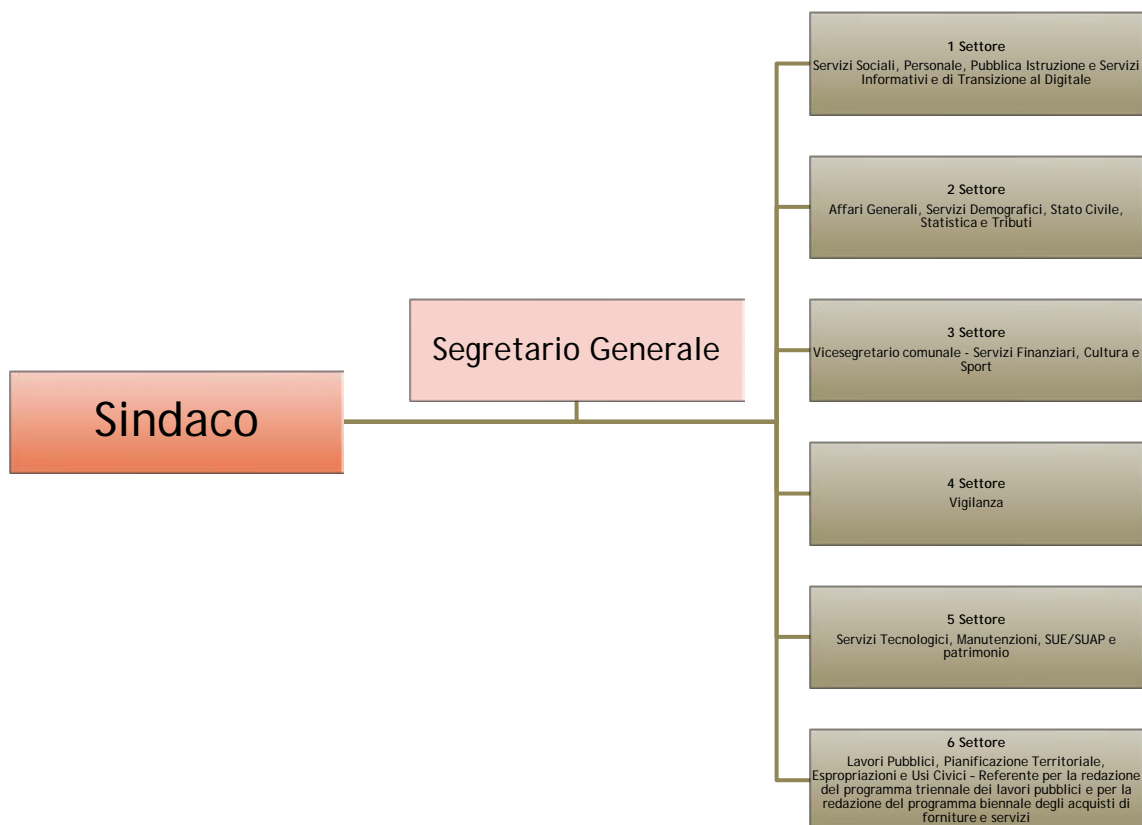 Sindaco
Segretario Generale
1 Settore
Servizi Sociali, Personale, Pubblica Istruzione e Servizi
Informativi e di Transizione al Digitale
2 Settore
Affari Generali, Servizi Demografici, Stato Civile,
Statistica e Tributi
3 Settore
Vicesegretario comunale - Servizi Finanziari, Cultura e
Sport
4 Settore
Vigilanza
5 Settore
Servizi Tecnologici, Manutenzioni, SUE/SUAP e
patrimonio
6 Settore
Lavori Pubblici, Pianificazione Territoriale,
Espropriazioni e Usi Civici – Referente per la redazione
del programma triennale dei lavori pubblici e per la
redazione del programma biennale degli acquisti di
forniture e servizi